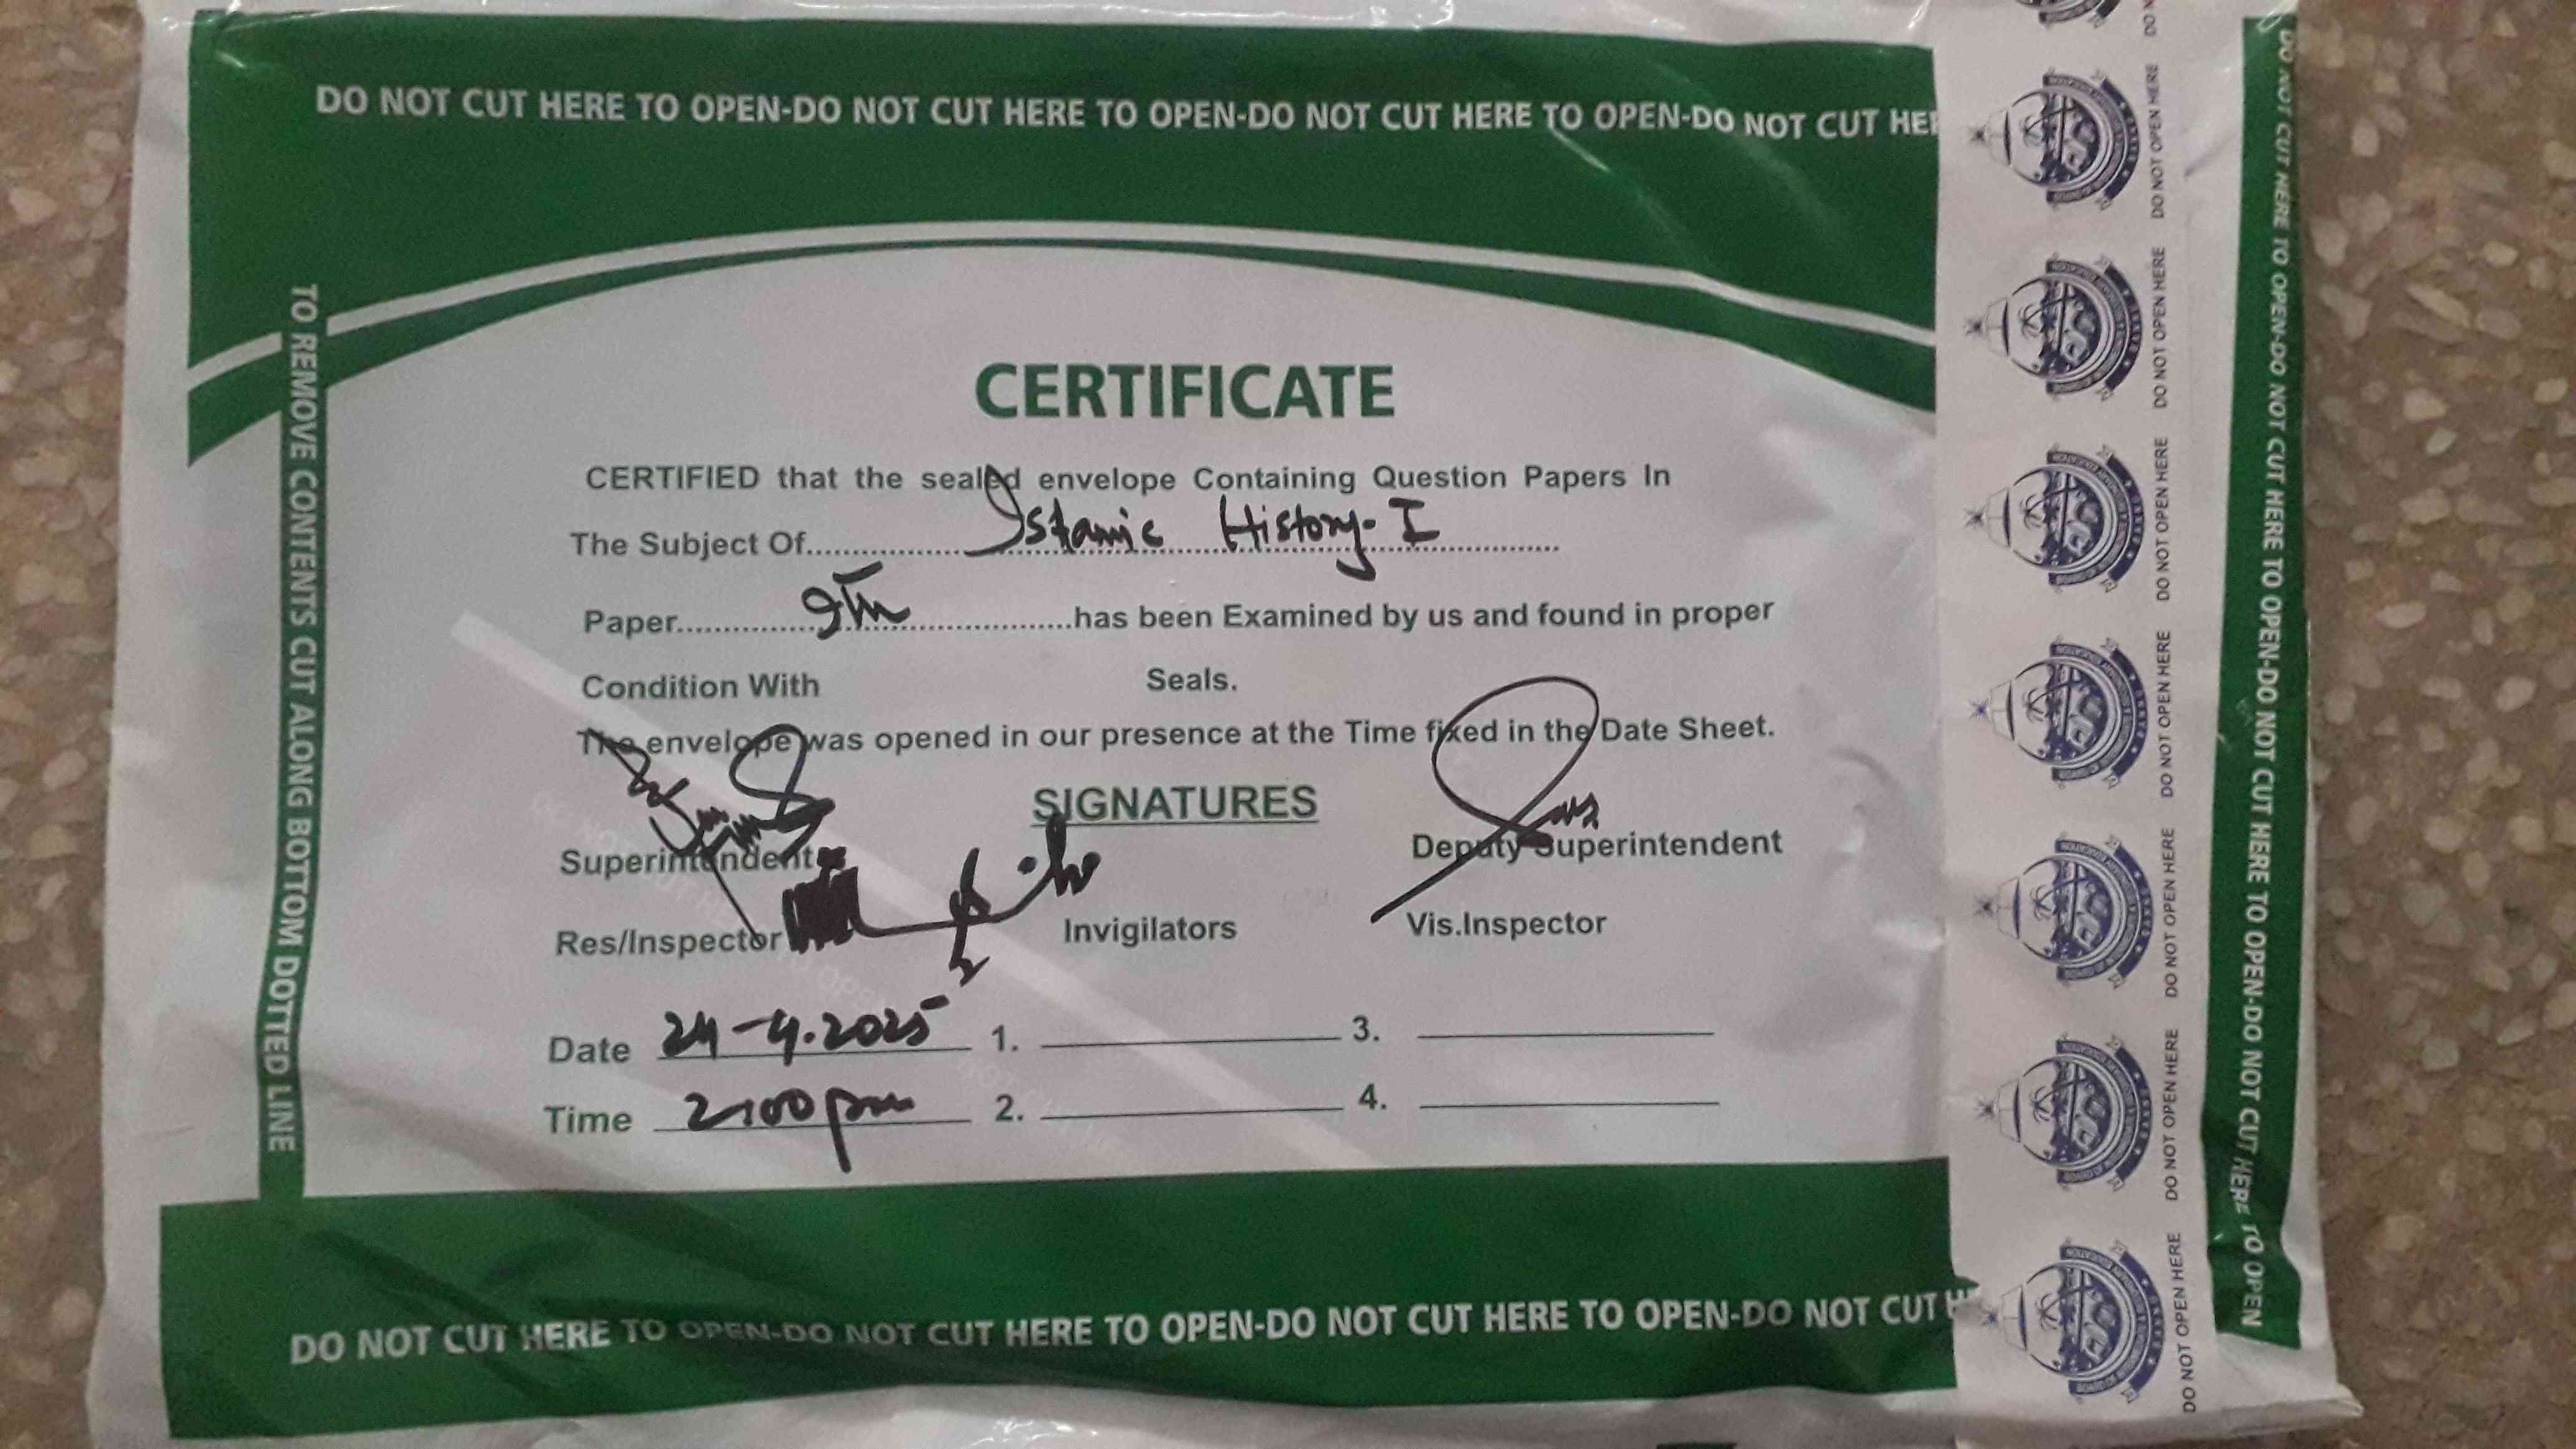 DO NOT CUT HERE TO OPEN-DO NOT CUT HERE TO OPEN-DO NOT CUT HERE TO OPEN-DO NOT CUT HER
TO REMOVE CONTENTS CUT ALONG BOTTOM DOTTED LINE
CERTIFICATE
CERTIFIED that the sealed envelope Containing Question Papers In
The Subject Of Islamic History-I
Paper 9th has been Examined by us and found in proper
Condition With Seals.
The envelope was opened in our presence at the Time fixed in the Date Sheet.
SIGNATURES
Superintendent Deputy Superintendent
Res/Inspector Invigilators Vis.Inspector
Date 24-4.2025 1. 3.
Time 2:00 pm 2. 4.
DO NOT CUT HERE TO OPEN-DO NOT CUT HERE TO OPEN-DO NOT CUT HERE TO OPEN-DO NOT CUT
DO NOT OPEN HERE
DO NOT OPEN HERE
DO NOT OPEN HERE
DO NOT OPEN HERE
DO NOT OPEN HERE
DO NOT OPEN HERE
DO NOT OPEN HERE
DO NOT CUT HERE TO OPEN-DO NOT CUT HERE TO OPEN-DO NOT CUT HERE TO OPEN-DO NOT CUT HERE TO OPEN